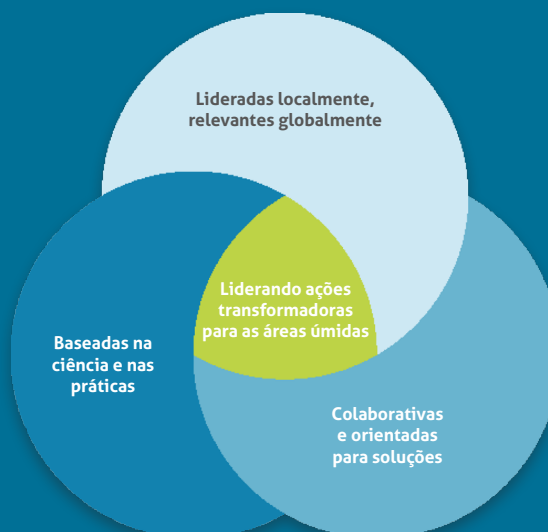 Lideradas localmente,
relevantes globalmente
Liderando ações
transformadoras
para as áreas úmidas
Baseadas na
ciência e nas
práticas
Colaborativas
e orientadas
para soluções